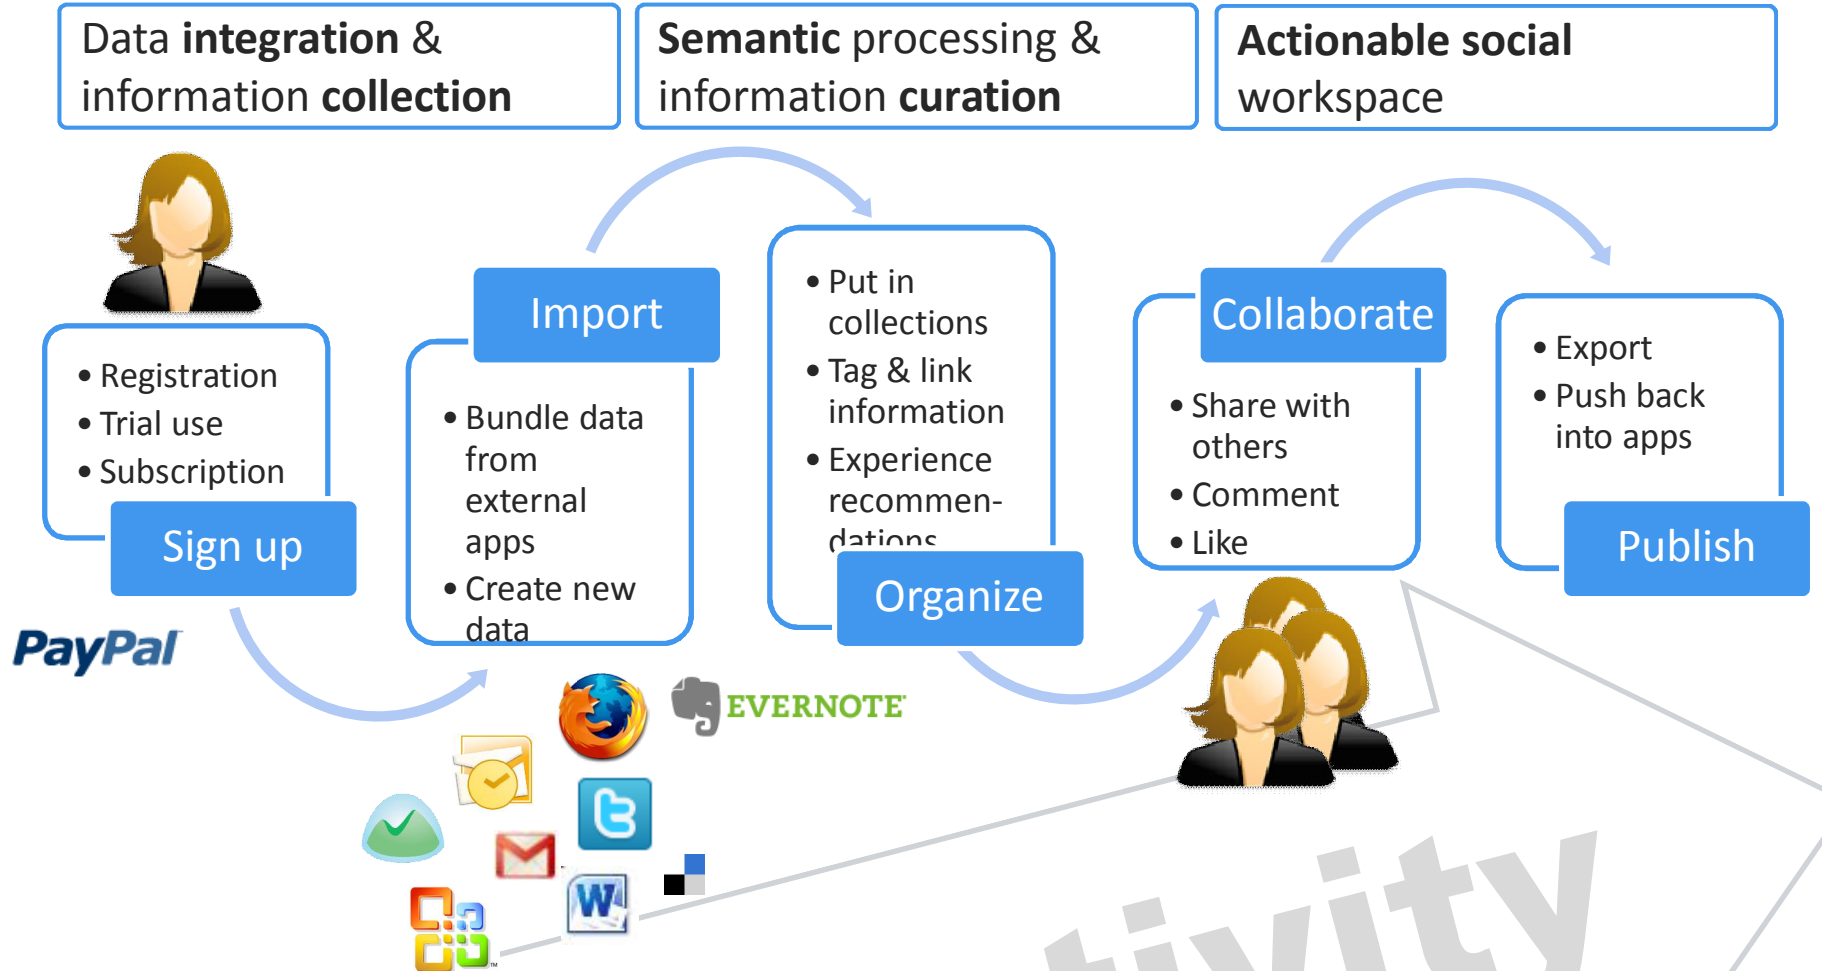 Data integration &
information collection
Semantic processing &
information curation
Actionable social
workspace
• Registration
• Trial use
• Subscription
Sign up
PayPal
Import
• Bundle data
from
external
apps
• Create new
data
EVERNOTE
W
• Put in
collections
• Tag & link
information
• Experience
recommen-
dations
Organize
Collaborate
• Share with
others
• Comment
• Like
• Export
• Push back
into apps
Publish
tivity